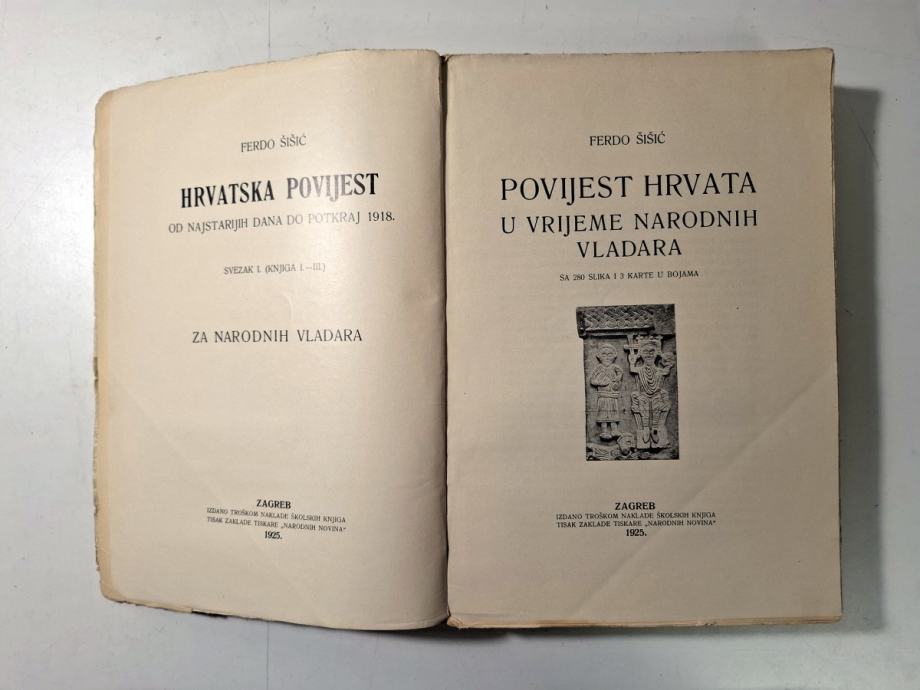 FERDO ŠIŠIĆ
HRVATSKA POVIJEST
OD NAJSTARIJIH DANA DO POTKRAJ 1918.
SVEZAK I. (KNJIGA I.—III.)
ZA NARODNIH VLADARA
ZAGREB
IZDANO TROŠKOM NAKLADE ŠKOLSKIH KNJIGA
TISAK ZAKLADE TISKARE „NARODNIH NOVINA“
1925.
FERDO ŠIŠIĆ
POVIJEST HRVATA
U VRIJEME NARODNIH
VLADARA
SA 280 SLIKA I 3 KARTE U BOJAMA
ZAGREB
IZDANO TROŠKOM NAKLADE ŠKOLSKIH KNJIGA
TISAK ZAKLADE TISKARE „NARODNIH NOVINA“
1925.